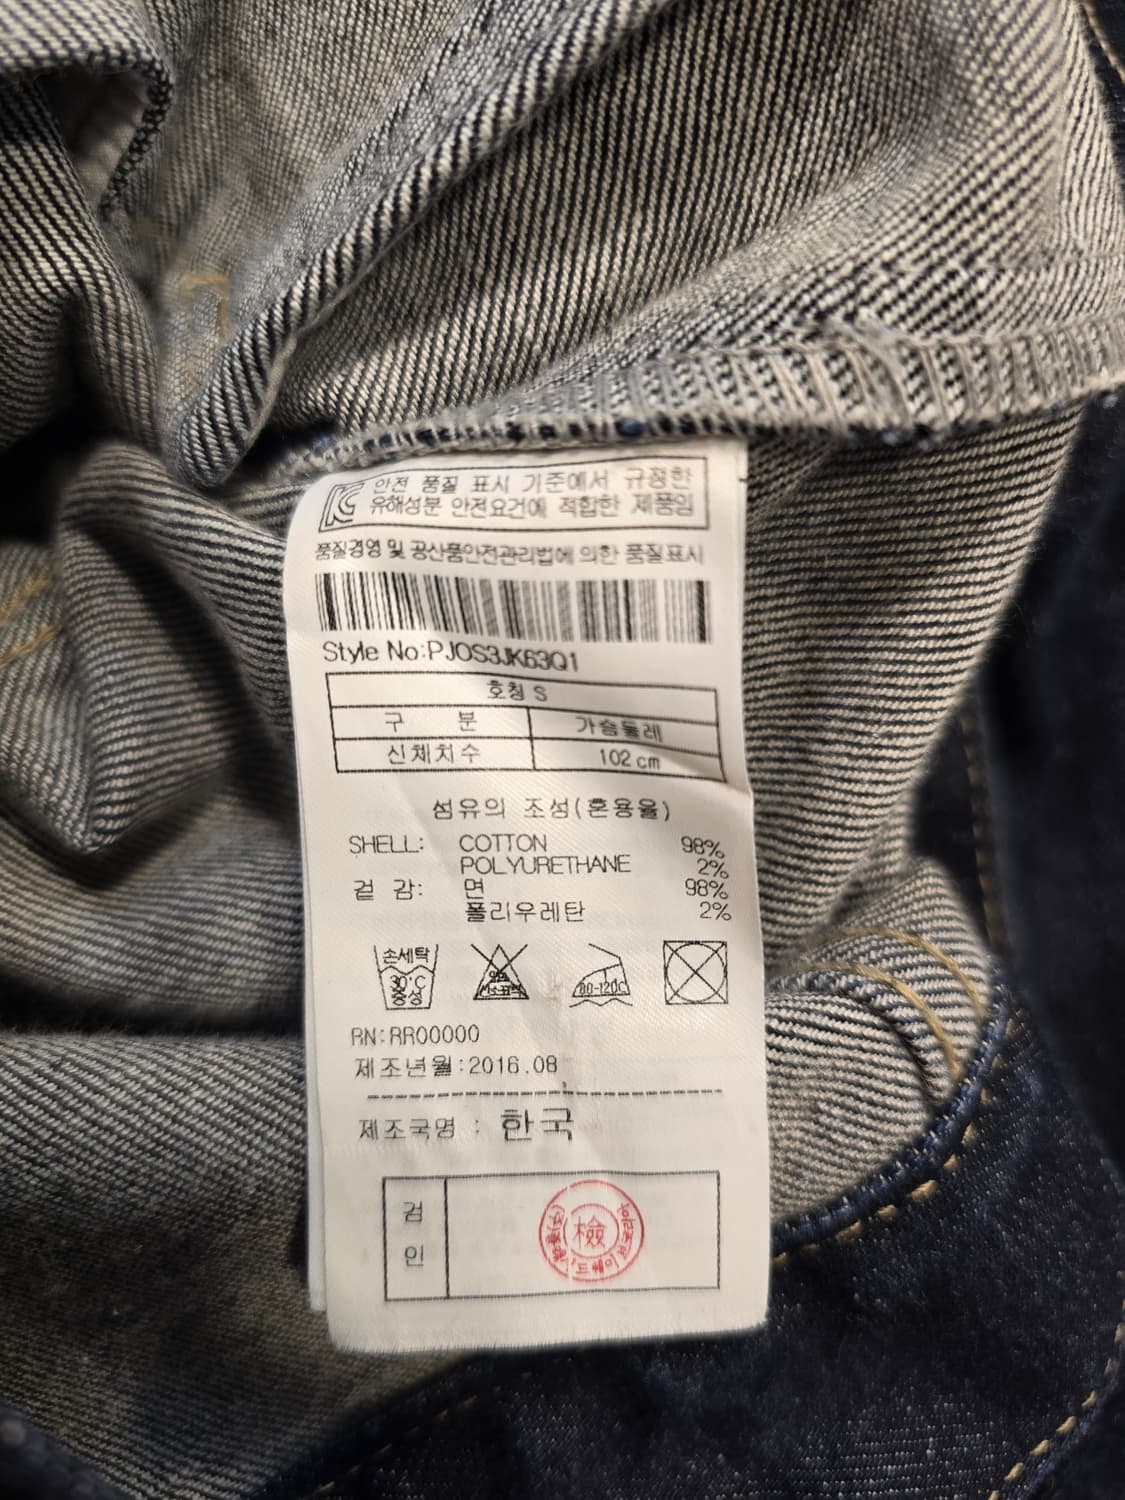 안전 품질 표시 기준에서 규정한
유해성분 안전요건에 적합한 제품임
품질경영 및 공산품안전관리법에 의한 품질표시
Style No:PJOS3JK63Q1
호칭 S
구 분 가슴둘레
신체치수 102 cm
섬유의 조성(혼용율)
SHELL: COTTON 98%
POLYURETHANE 2%
겉 감: 면 98%
폴리우레탄 2%
손세탁
30°C
중성
80-120C
RN:RR00000
제조년월:2016.08
제조국명 : 한국
검
인
檢